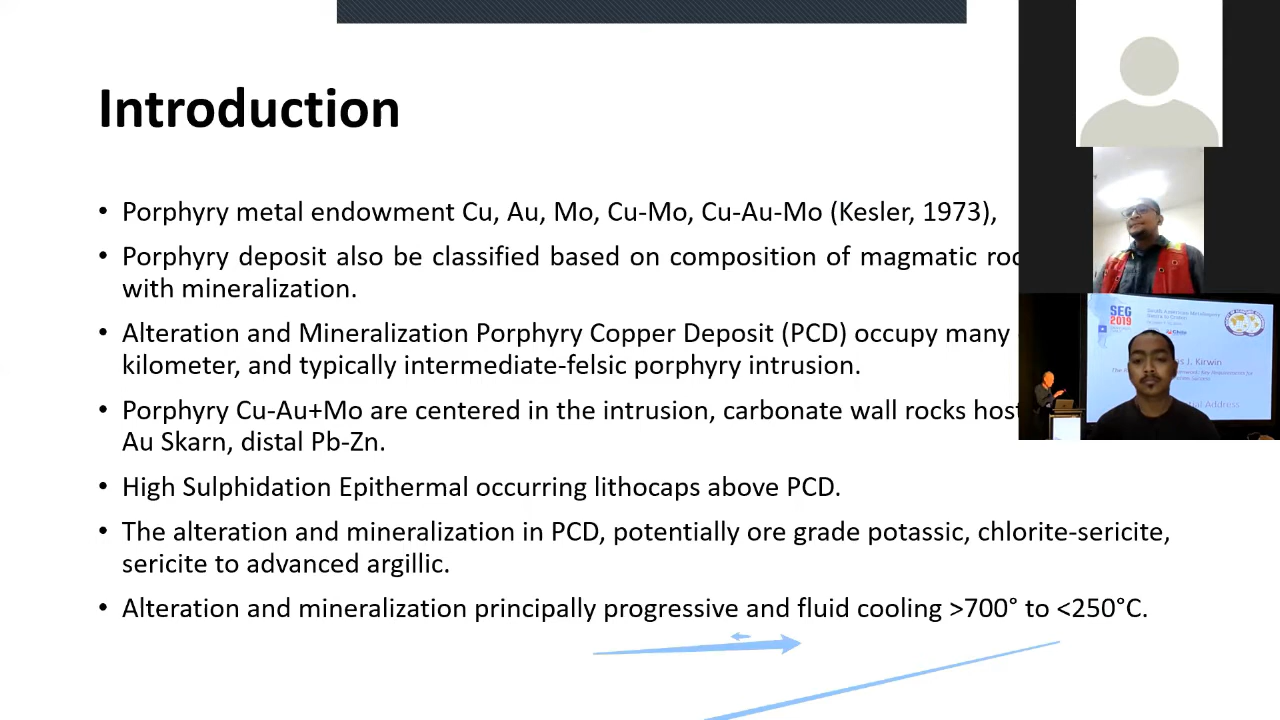 Introduction
• Porphyry metal endowment Cu, Au, Mo, Cu-Mo, Cu-Au-Mo (Kesler, 1973),
• Porphyry deposit also be classified based on composition of magmatic
with mineralization.
• Alteration and Mineralization Porphyry Copper Deposit (PCD) occupy many
kilometer, and typically intermediate-felsic porphyry intrusion.
• Porphyry Cu-Au+Mo are centered in the intrusion, carbonate wall rocks host
Au Skarn, distal Pb-Zn.
• High Sulphidation Epithermal occurring lithocaps above PCD.
• The alteration and mineralization in PCD, potentially ore grade potassic, chlorite-sericite,
sericite to advanced argillic.
• Alteration and mineralization principally progressive and fluid cooling >700° to <250°C.
SEG
2019
J. Kirwin
Address